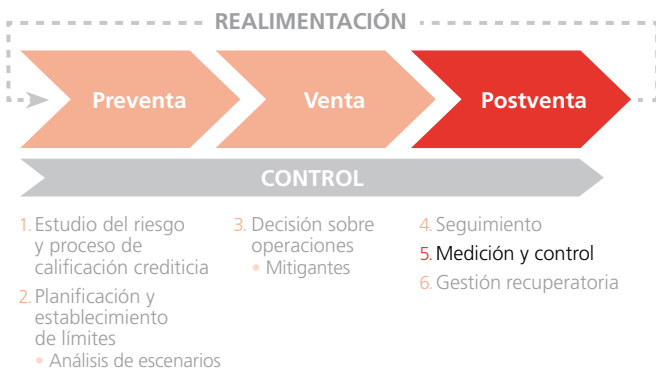 REALIMENTACIÓN
Preventa
Venta
Postventa
CONTROL
1. Estudio del riesgo
y proceso de
calificación crediticia
2. Planificación y
establecimiento
de límites
• Análisis de escenarios
3. Decisión sobre
operaciones
• Mitigantes
4. Seguimiento
5. Medición y control
6. Gestión recuperatoria